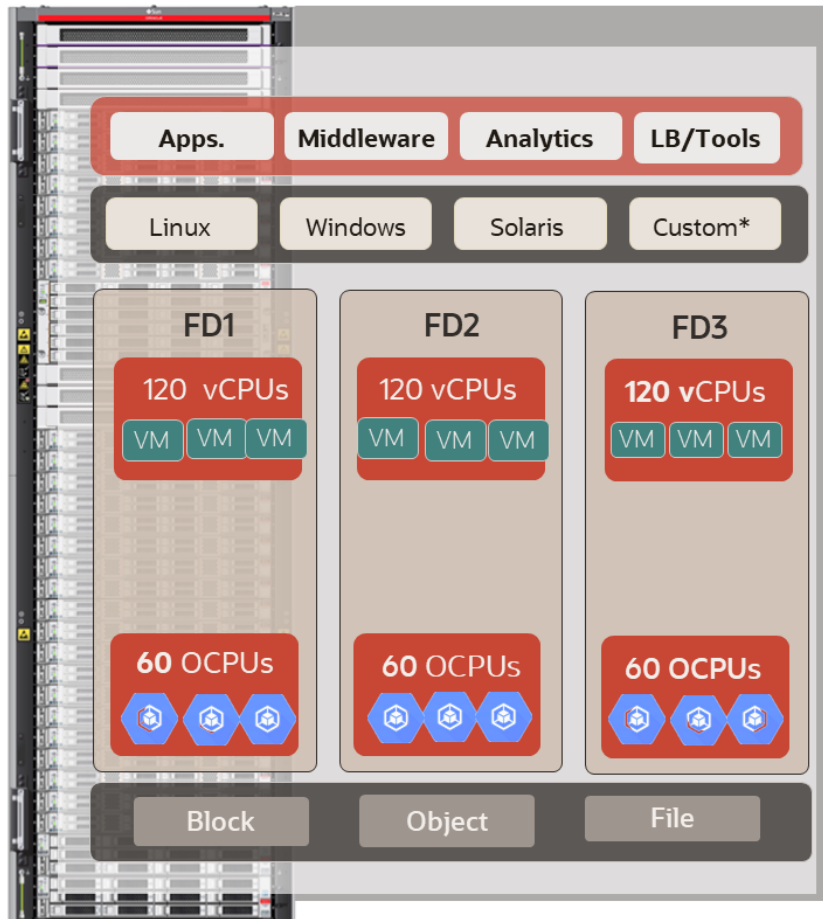 Apps.
Middleware
Analytics
LB/Tools
Linux
Windows
Solaris
Custom*
FD1
120 vCPUs
VM VM VM
60 OCPUs
FD2
120 vCPUs
VM VM VM
60 OCPUs
FD3
120 vCPUs
VM VM VM
60 OCPUs
Block
Object
File